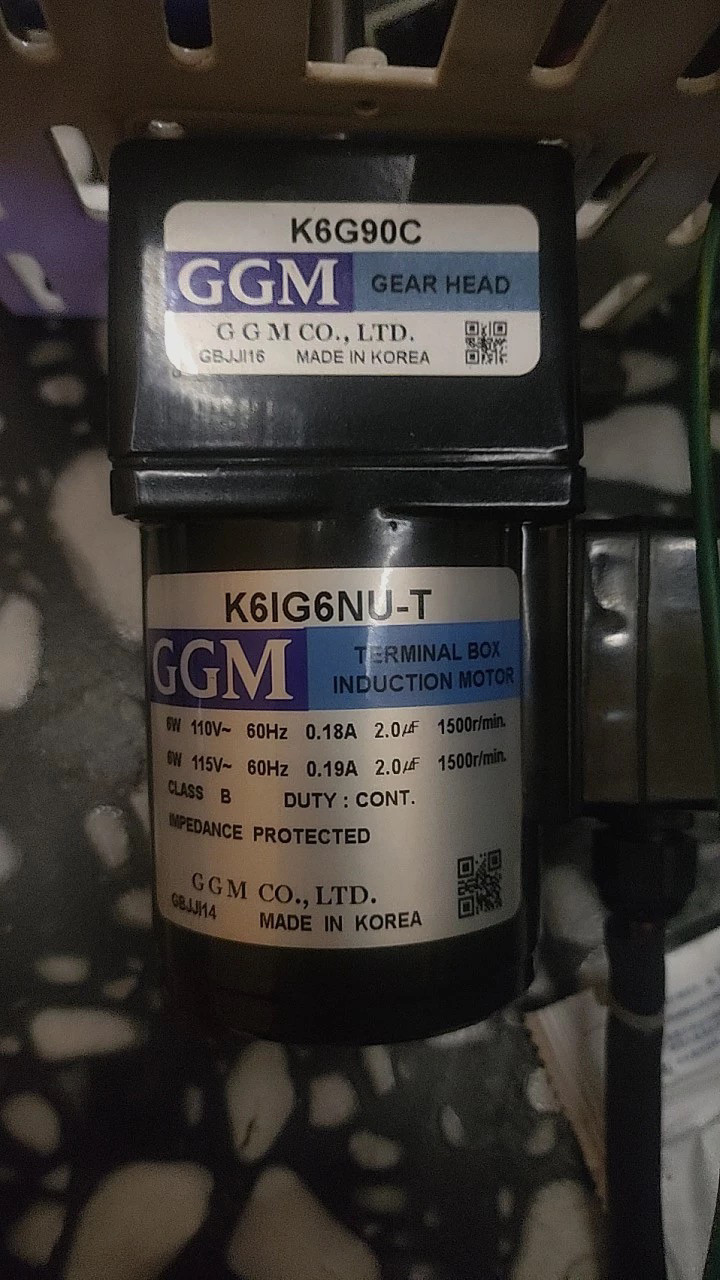 K6G90C
GGM GEAR HEAD
G G M CO., LTD.
GBJJI16 MADE IN KOREA
K6IG6NU-T
GGM TERMINAL BOX
INDUCTION MOTOR
6W 110V~ 60Hz 0.18A 2.0µF 1500r/min.
6W 115V~ 60Hz 0.19A 2.0µF 1500r/min.
CLASS B DUTY : CONT.
IMPEDANCE PROTECTED
G G M CO., LTD.
GBJJI14 MADE IN KOREA